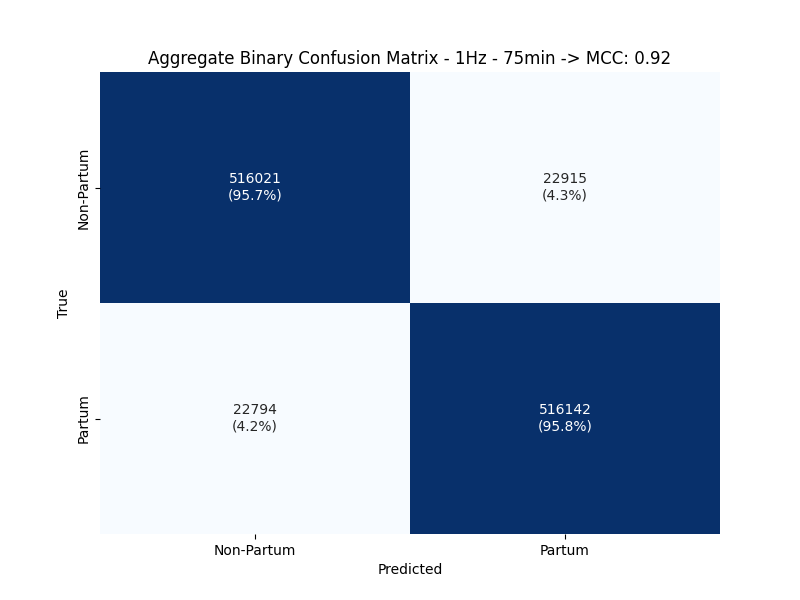 Aggregate Binary Confusion Matrix - 1Hz - 75min -> MCC: 0.92
Non-Partum
516021
(95.7%)
22915
(4.3%)
True
Partum
22794
(4.2%)
516142
(95.8%)
Non-Partum
Partum
Predicted